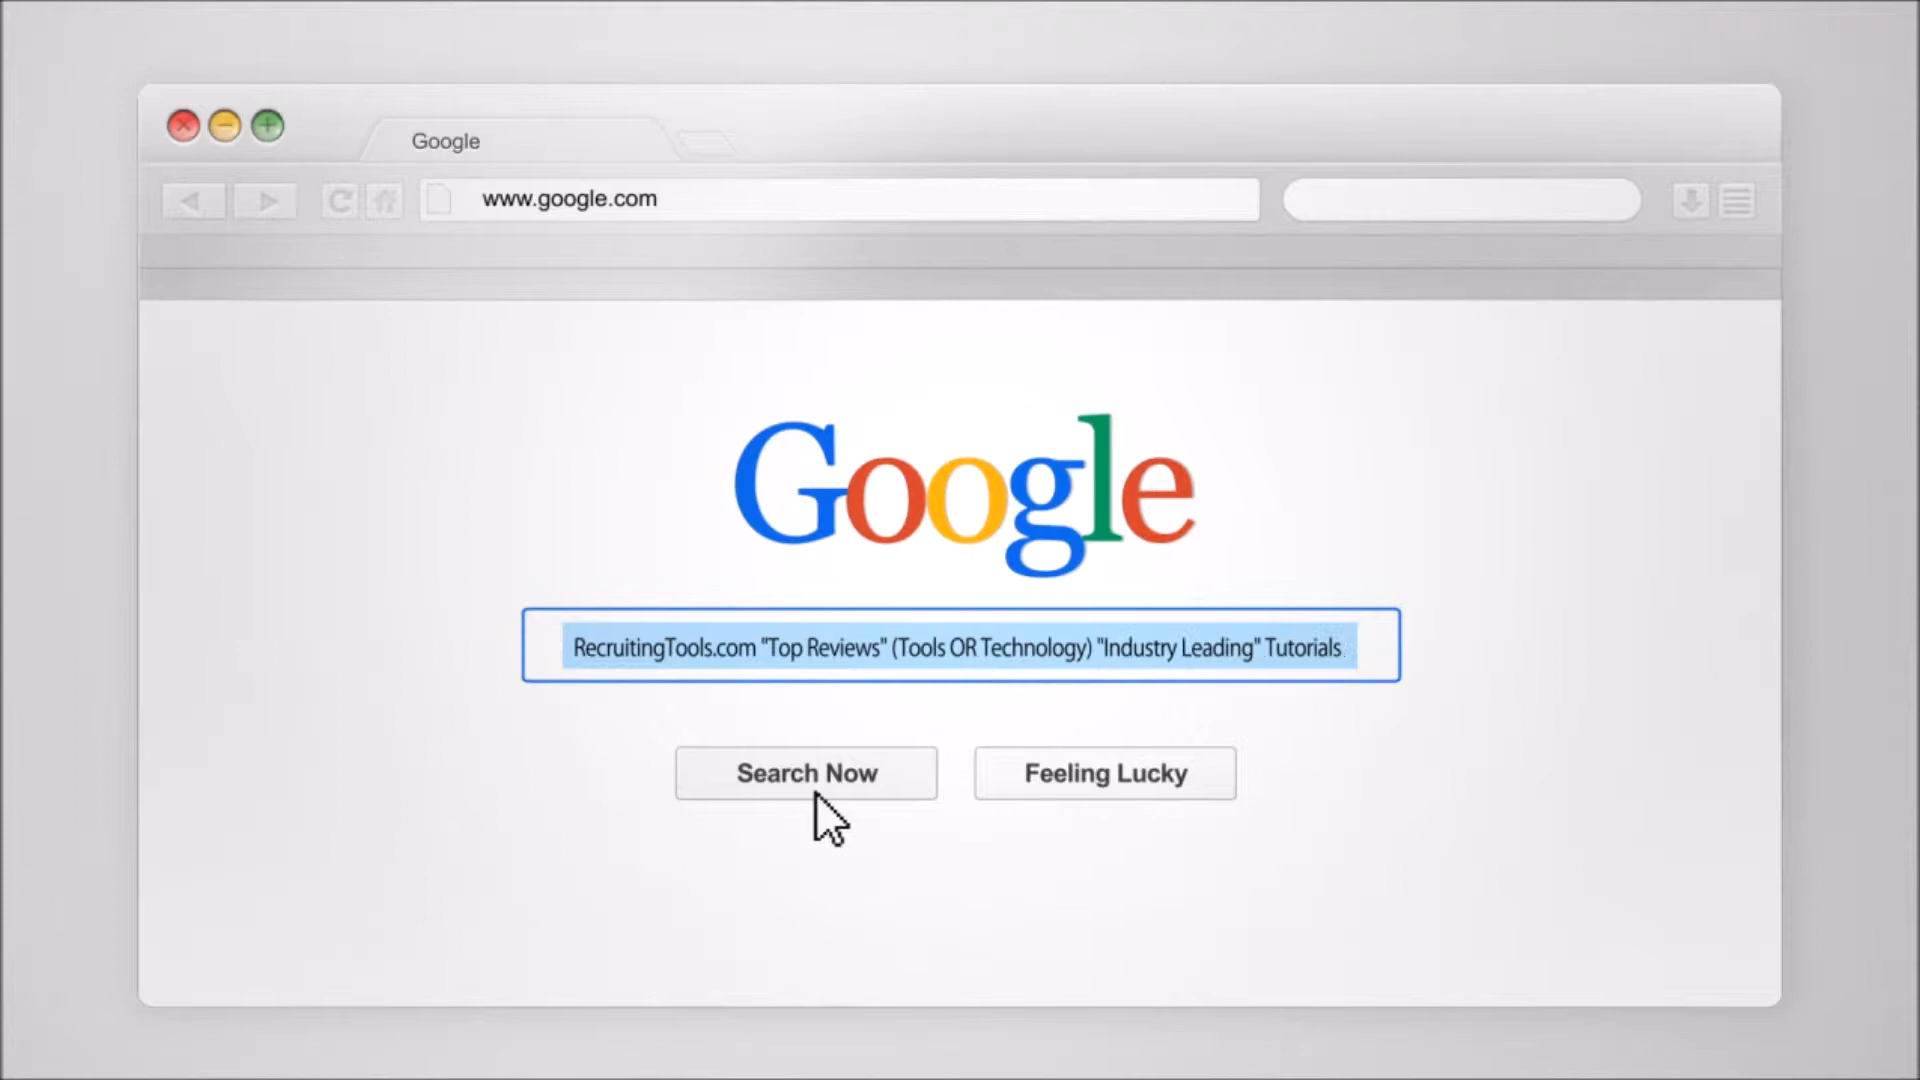 Google
www.google.com
Google
RecruitingTools.com "Top Reviews" (Tools OR Technology) "Industry Leading" Tutorials
Search Now
Feeling Lucky